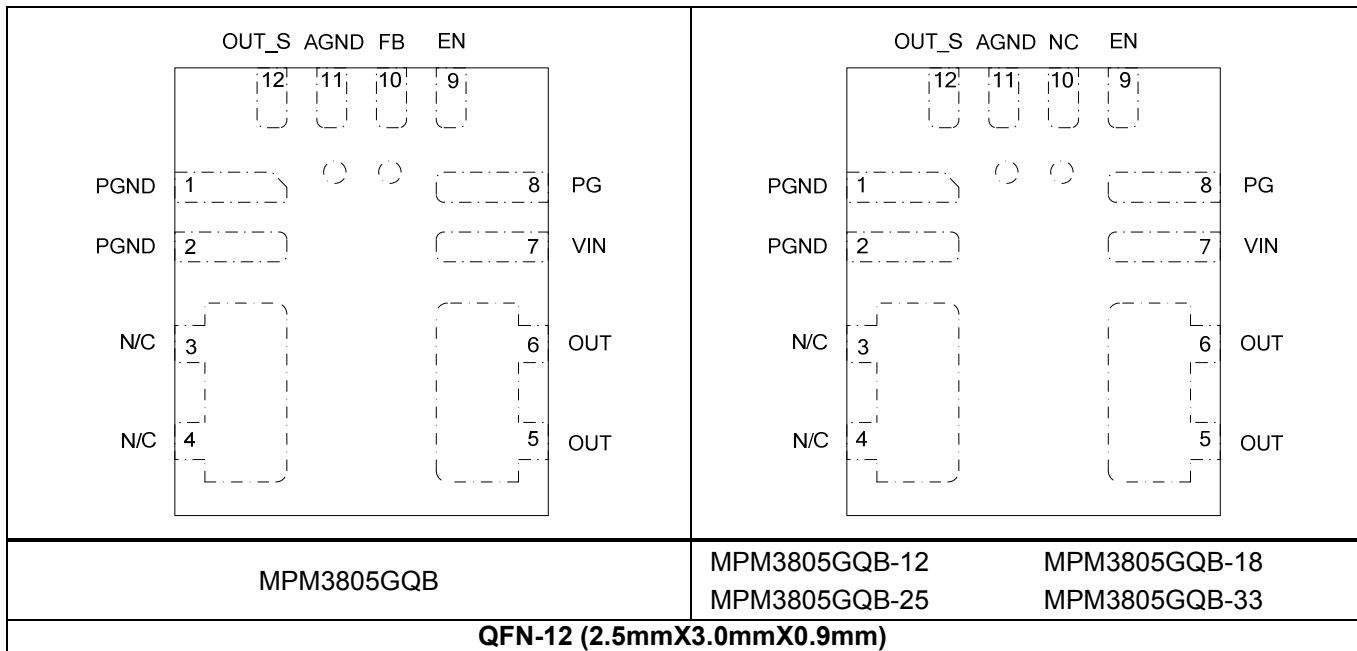 OUT_S AGND FB EN
12 11 10 9
PGND 1 8 PG
PGND 2 7 VIN
N/C 3 6 OUT
N/C 4 5 OUT
MPM3805GQB
OUT_S AGND NC EN
12 11 10 9
PGND 1 8 PG
PGND 2 7 VIN
N/C 3 6 OUT
N/C 4 5 OUT
MPM3805GQB-12 MPM3805GQB-18
MPM3805GQB-25 MPM3805GQB-33
QFN-12 (2.5mmX3.0mmX0.9mm)